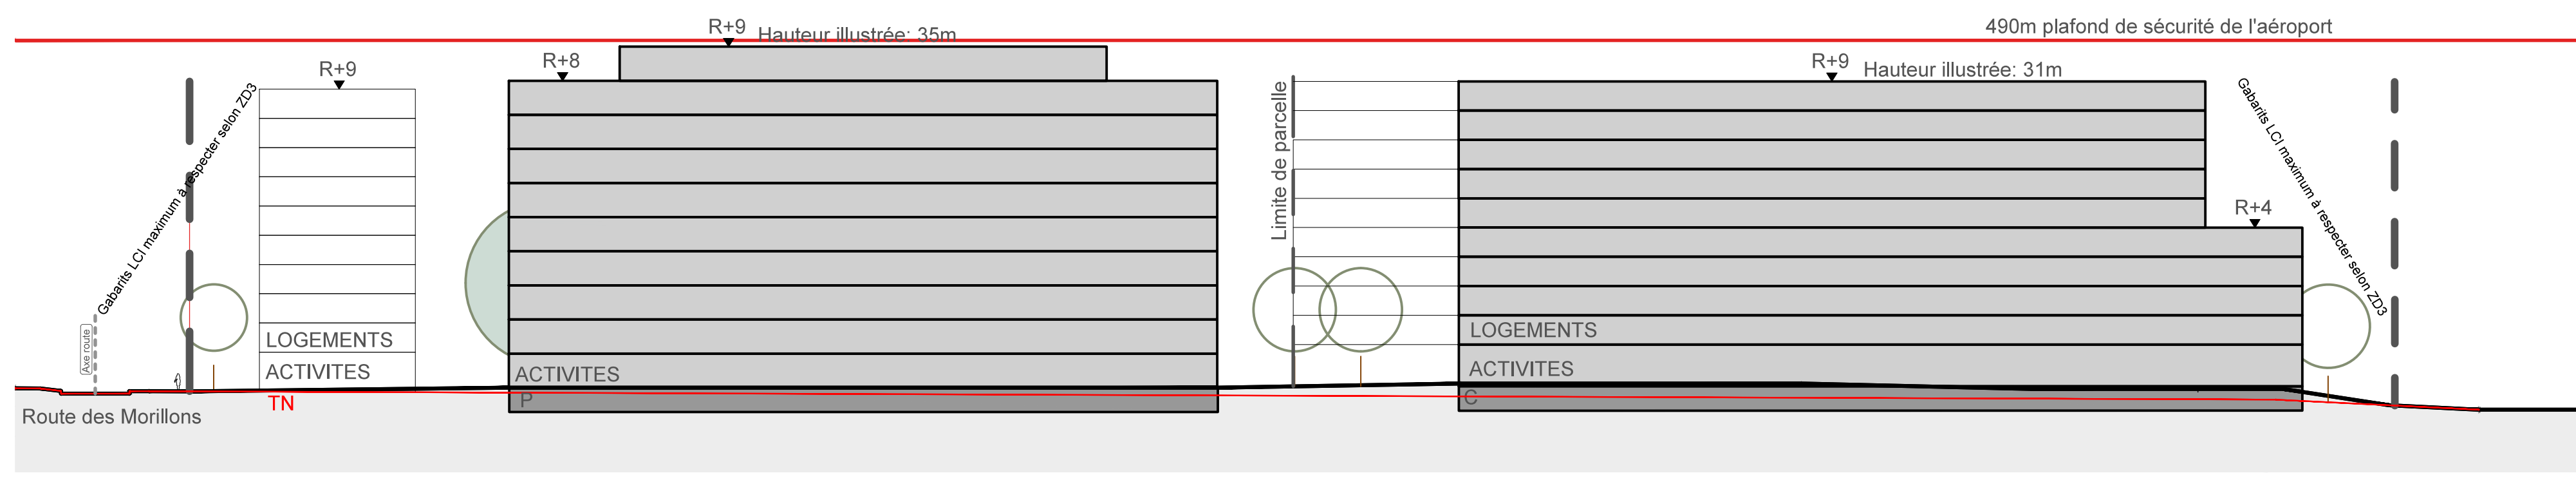 490m plafond de sécurité de l'aéroport
R+9
Hauteur illustrée: 35m
R+8
R+9
R+9
Hauteur illustrée: 31m
R+4
Gabarits LCI maximum à respecter selon ZD3
Limite de parcelle
Gabarits LCI maximum à respecter selon ZD3
Axe route
LOGEMENTS
ACTIVITES
ACTIVITES
LOGEMENTS
ACTIVITES
TN
P
C
Route des Morillons